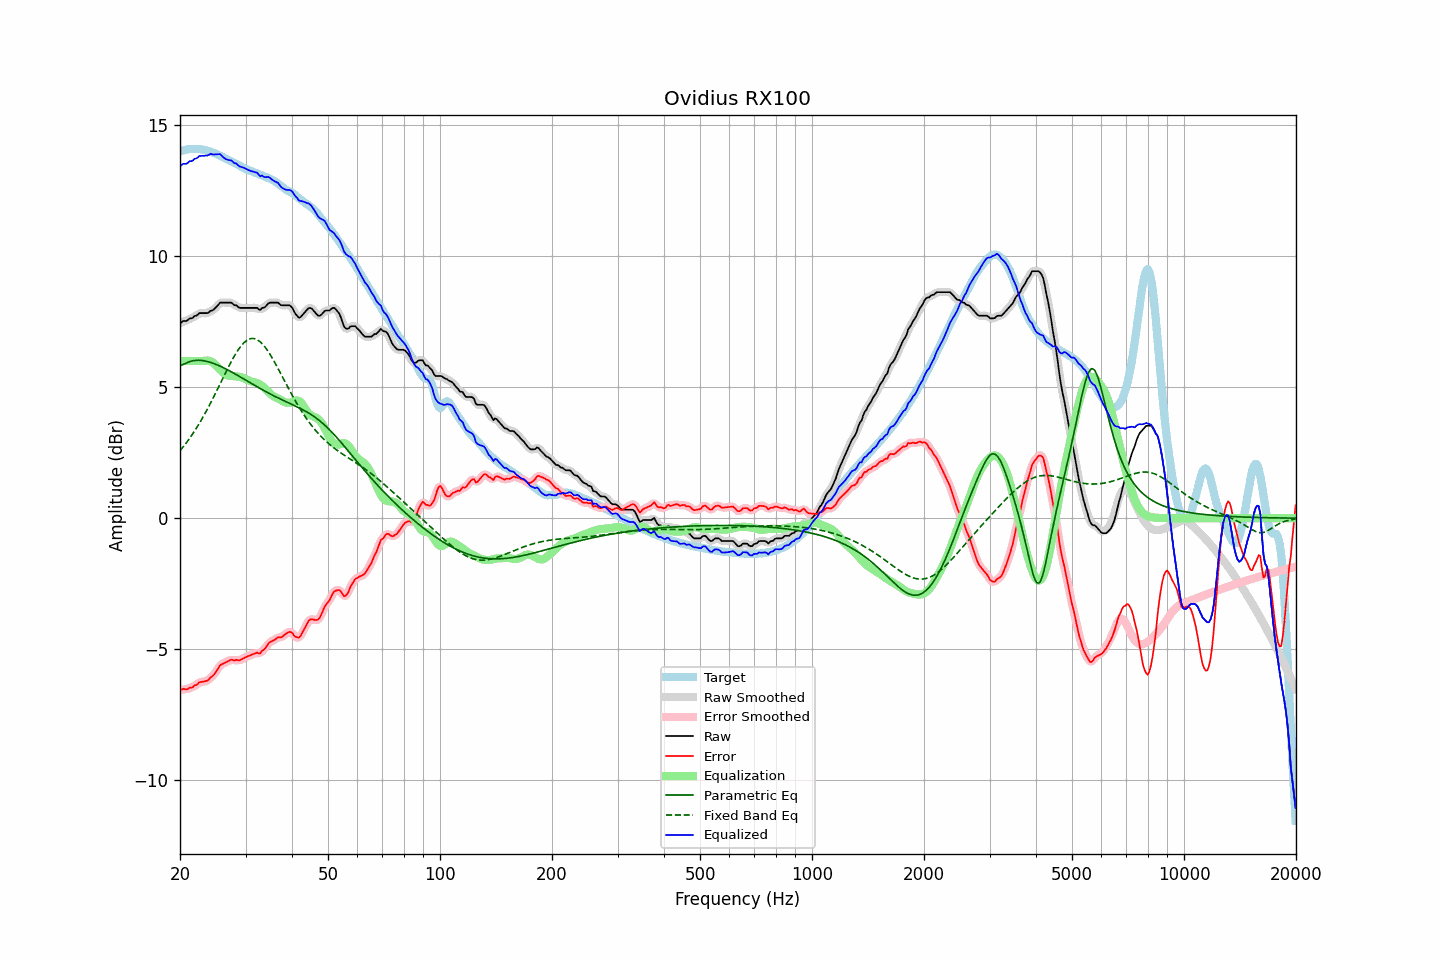 Ovidius RX100
15
10
5
0
−5
−10
Amplitude (dBr)
20
50
100
200
500
1000
2000
5000
10000
20000
Frequency (Hz)
Target
Raw Smoothed
Error Smoothed
Raw
Error
Equalization
Parametric Eq
Fixed Band Eq
Equalized